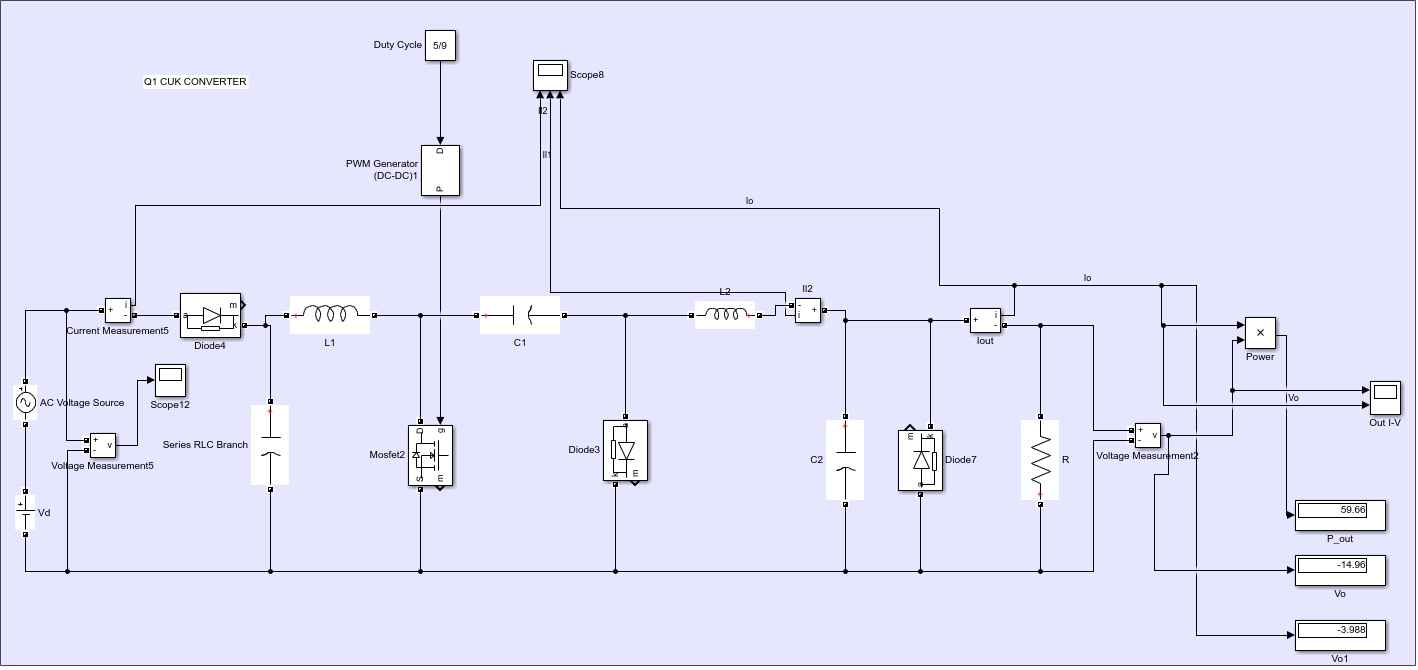 Duty Cycle
5/9
Q1 CUK CONVERTER
Scope8
Il2
Il1
PWM Generator
(DC-DC)1
D
P
Io
Io
Current Measurement5
+
i
-
a
m
k
Diode4
L1
C1
L2
Il2
-
i
+
Iout
+
i
-
×
Power
AC Voltage Source
Scope12
Voltage Measurement5
+
-
v
Series RLC Branch
Mosfet2
D
g
S
m
Diode3
a
k
m
C2
Diode7
m
k
a
R
Voltage Measurement2
+
-
v
Vo
Out I-V
Vd
59.66
P_out
-14.96
Vo
-3.988
Vo1